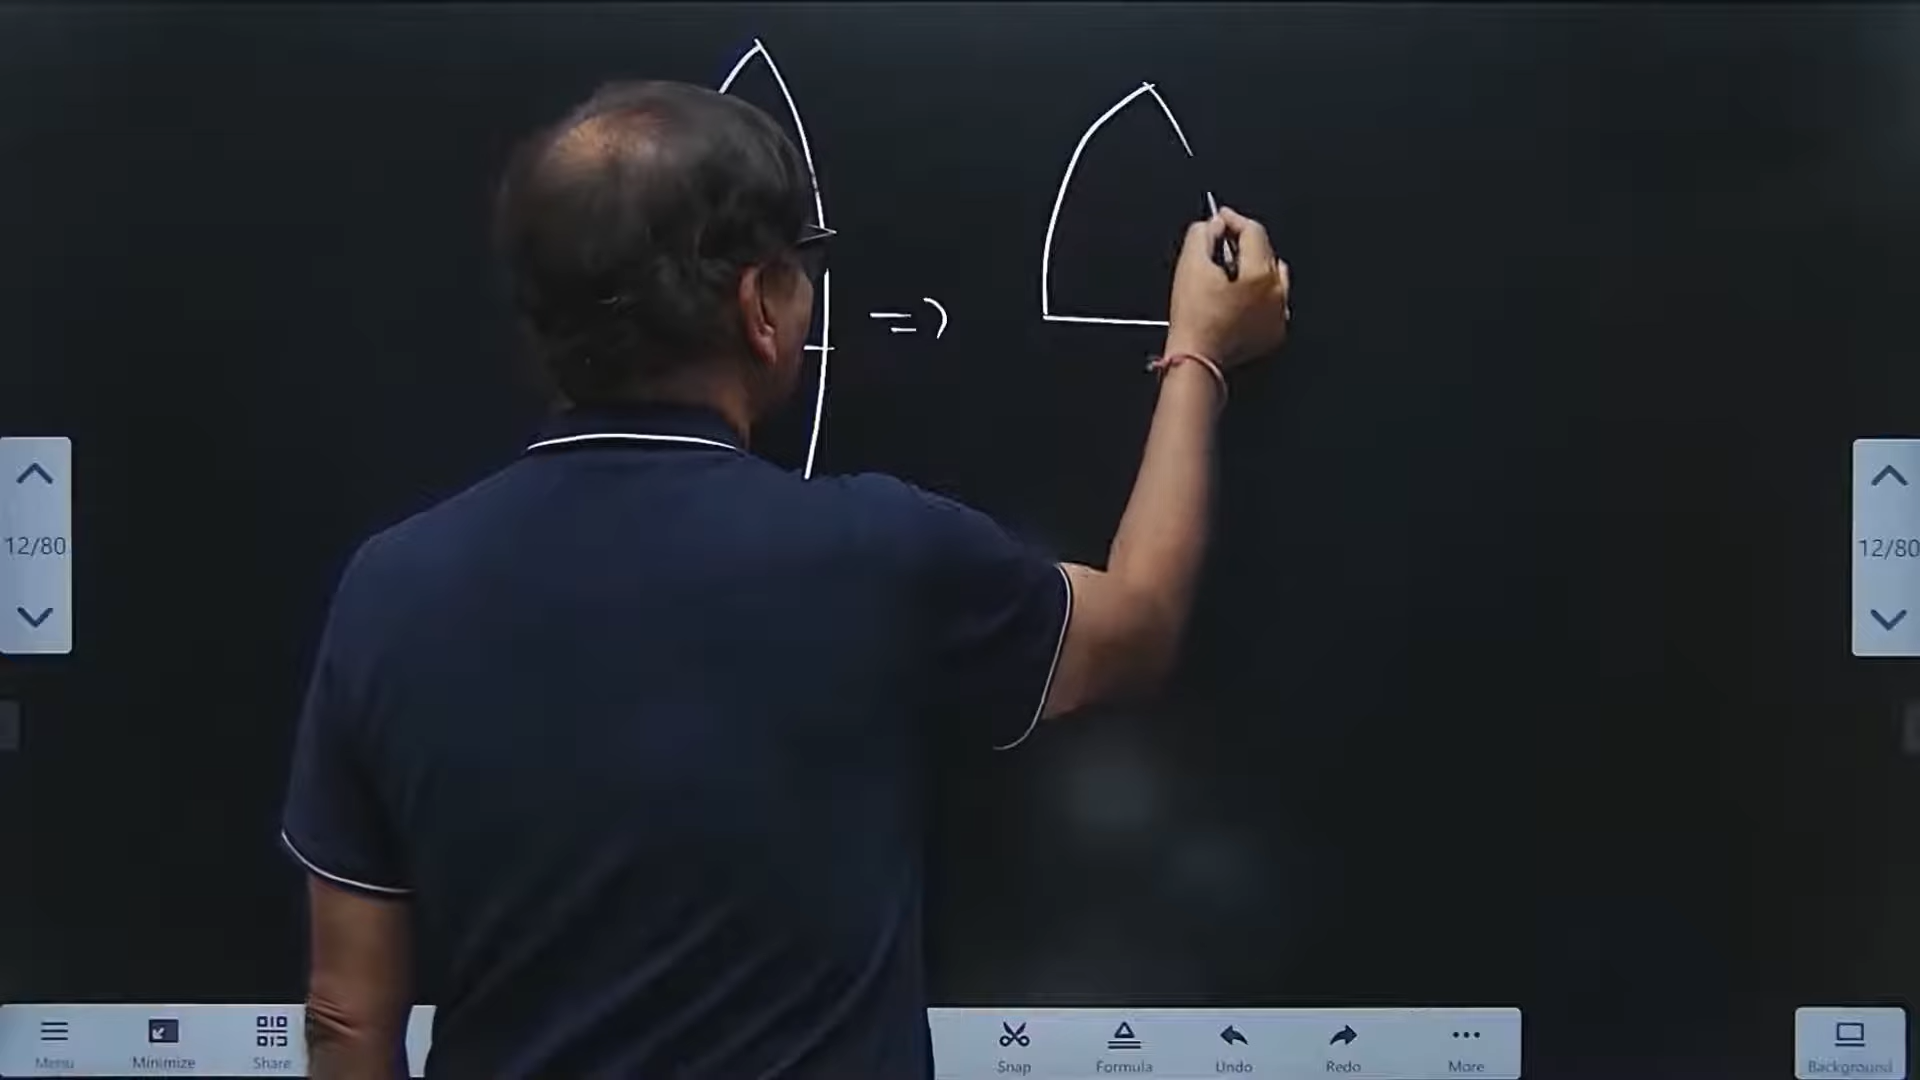 =>
12/80
12/80
Menu
Minimize
Share
Snap
Formula
Undo
Redo
More
Background